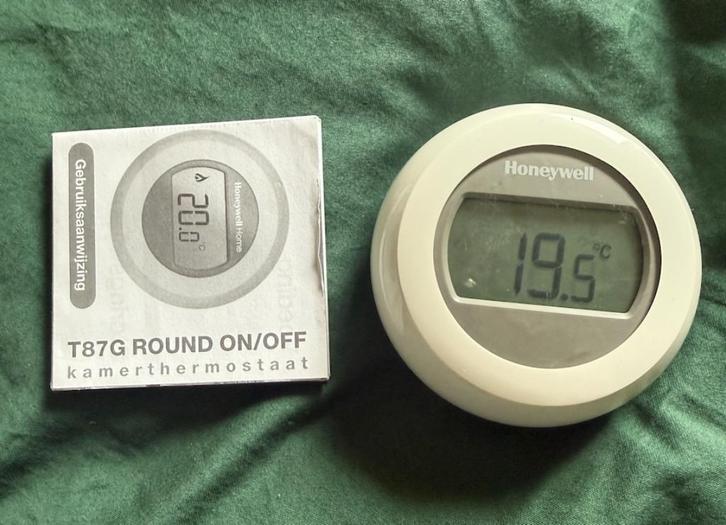 Gebruiksaanwijzing
Honeywell Home
20.0 °C
T87G ROUND ON/OFF
kamerthermostaat
Honeywell
19.5 °C